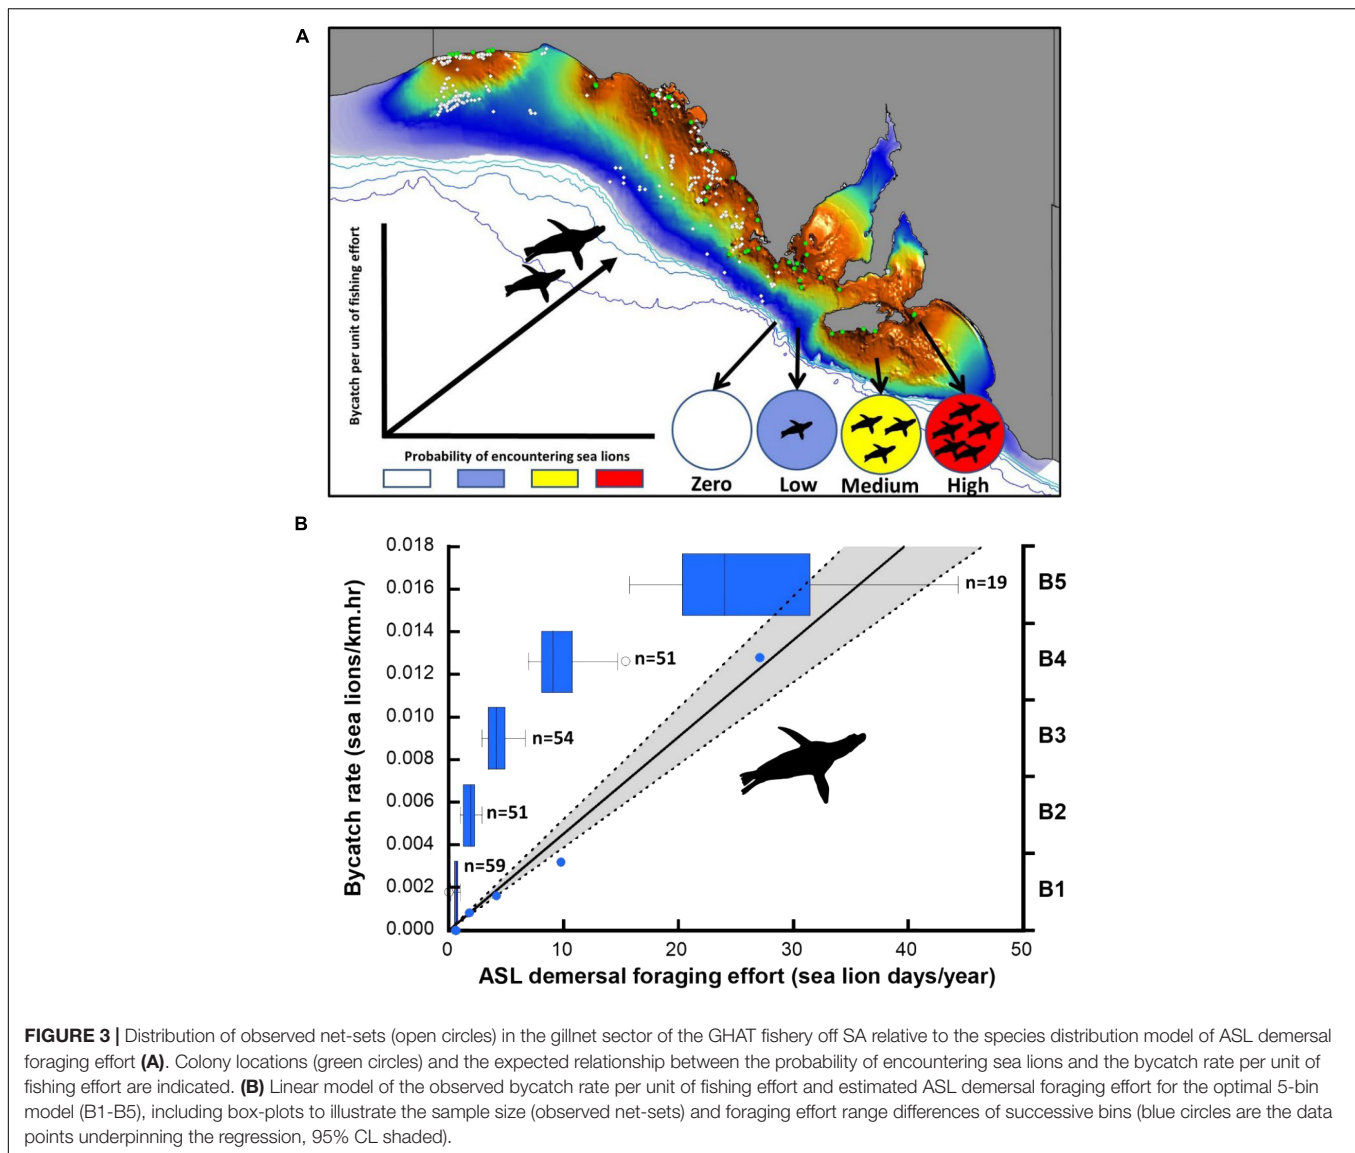 A
Bycatch per unit of fishing effort
Probability of encountering sea lions
Zero
Low
Medium
High
B
Bycatch rate (sea lions/km.hr)
0.018
0.016
0.014
0.012
0.010
0.008
0.006
0.004
0.002
0.000
n=19
n=51
n=54
n=51
n=59
B5
B4
B3
B2
B1
0
10
20
30
40
50
ASL demersal foraging effort (sea lion days/year)
FIGURE 3 | Distribution of observed net-sets (open circles) in the gillnet sector of the GHAT fishery off SA relative to the species distribution model of ASL demersal
foraging effort (A). Colony locations (green circles) and the expected relationship between the probability of encountering sea lions and the bycatch rate per unit of
fishing effort are indicated. (B) Linear model of the observed bycatch rate per unit of fishing effort and estimated ASL demersal foraging effort for the optimal 5-bin
model (B1-B5), including box-plots to illustrate the sample size (observed net-sets) and foraging effort range differences of successive bins (blue circles are the data
points underpinning the regression, 95% CL shaded).